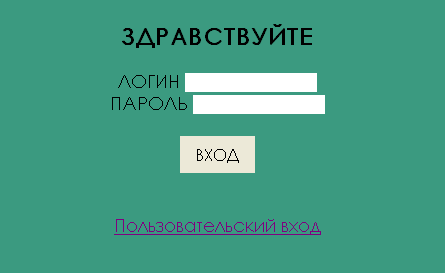 ЗДРАВСТВУЙТЕ
ЛОГИН
ПАРОЛЬ
ВХОД
Пользовательский вход